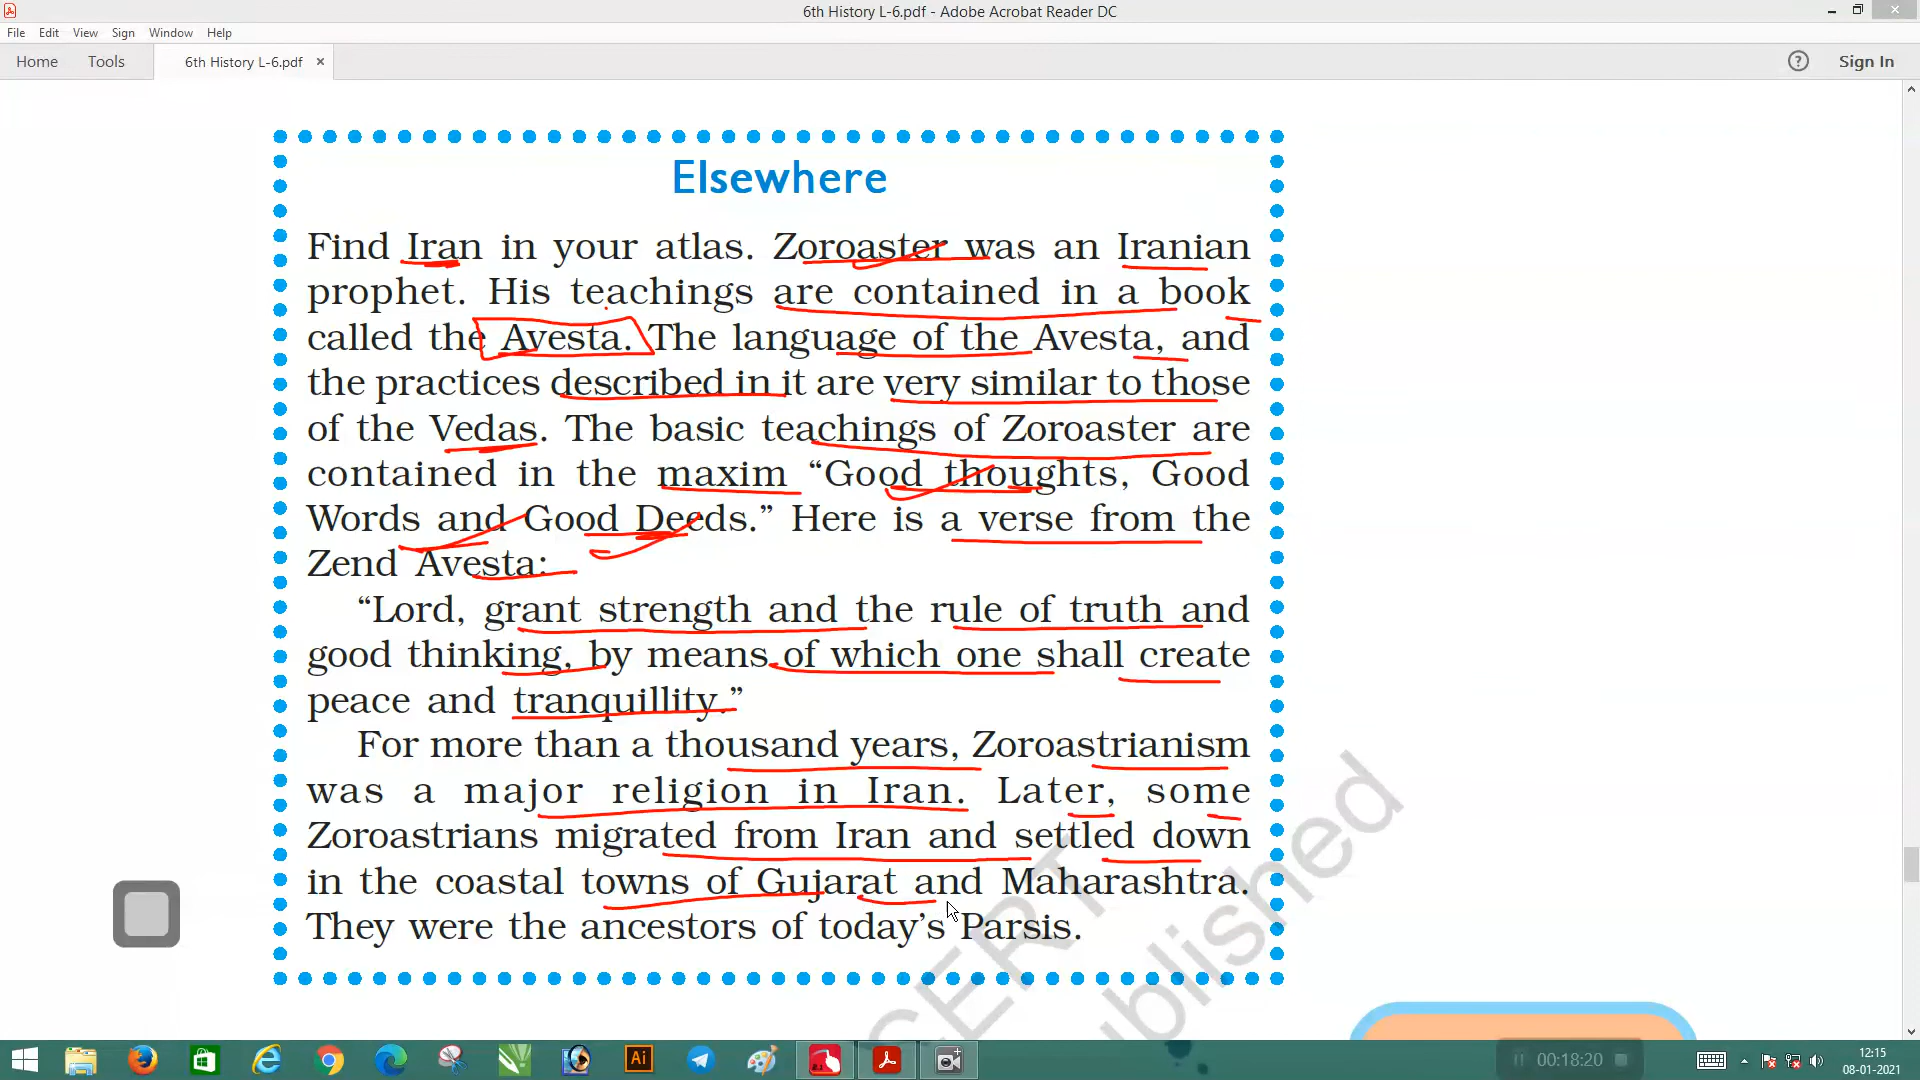 6th History L-6.pdf - Adobe Acrobat Reader DC
File Edit View Sign Window Help
Home Tools 6th History L-6.pdf × ? Sign In
Elsewhere
Find Iran in your atlas. Zoroaster was an Iranian
prophet. His teachings are contained in a book
called the Avesta. The language of the Avesta, and
the practices described in it are very similar to those
of the Vedas. The basic teachings of Zoroaster are
contained in the maxim “Good thoughts, Good
Words and Good Deeds.” Here is a verse from the
Zend Avesta:
“Lord, grant strength and the rule of truth and
good thinking, by means of which one shall create
peace and tranquillity.”
For more than a thousand years, Zoroastrianism
was a major religion in Iran. Later, some
Zoroastrians migrated from Iran and settled down
in the coastal towns of Gujarat and Maharashtra.
They were the ancestors of today’s Parsis.
CERT
ublished
Ai
00:18:20
12:15
08-01-2021